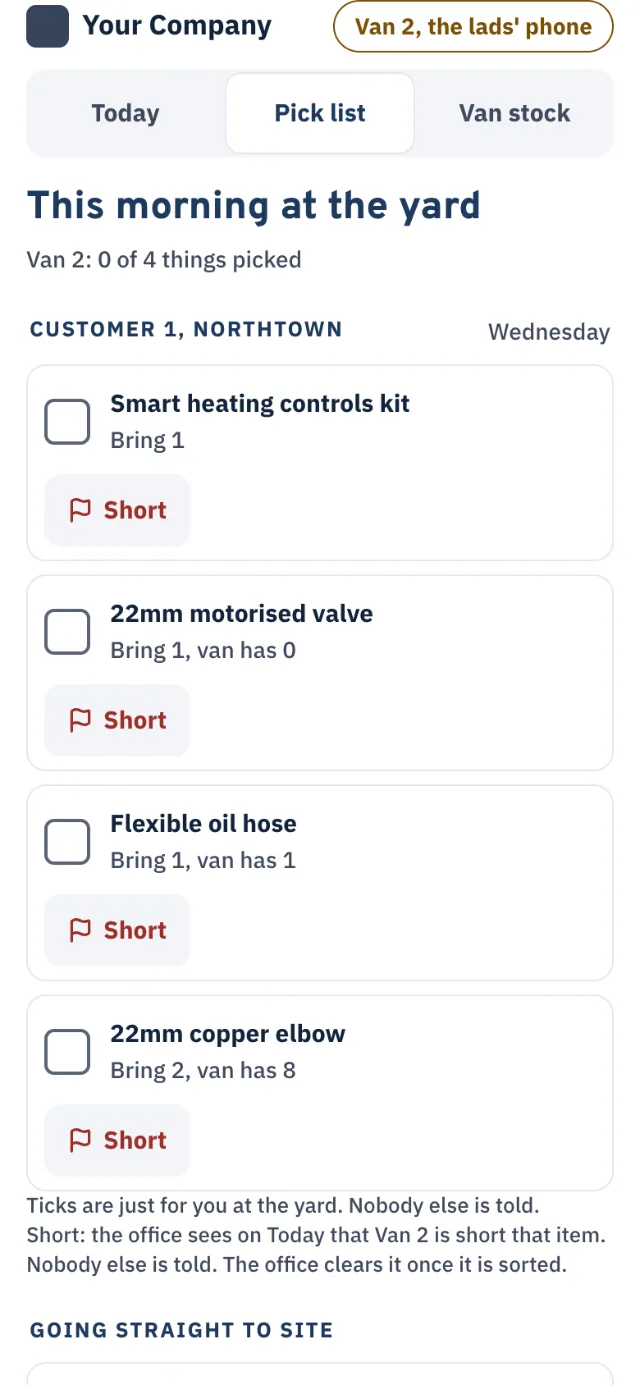 Your Company
Van 2, the lads' phone
Today
Pick list
Van stock
This morning at the yard
Van 2: 0 of 4 things picked
CUSTOMER 1, NORTHTOWN
Wednesday
Smart heating controls kit
Bring 1
Short
22mm motorised valve
Bring 1, van has 0
Short
Flexible oil hose
Bring 1, van has 1
Short
22mm copper elbow
Bring 2, van has 8
Short
Ticks are just for you at the yard. Nobody else is told.
Short: the office sees on Today that Van 2 is short that item.
Nobody else is told. The office clears it once it is sorted.
GOING STRAIGHT TO SITE